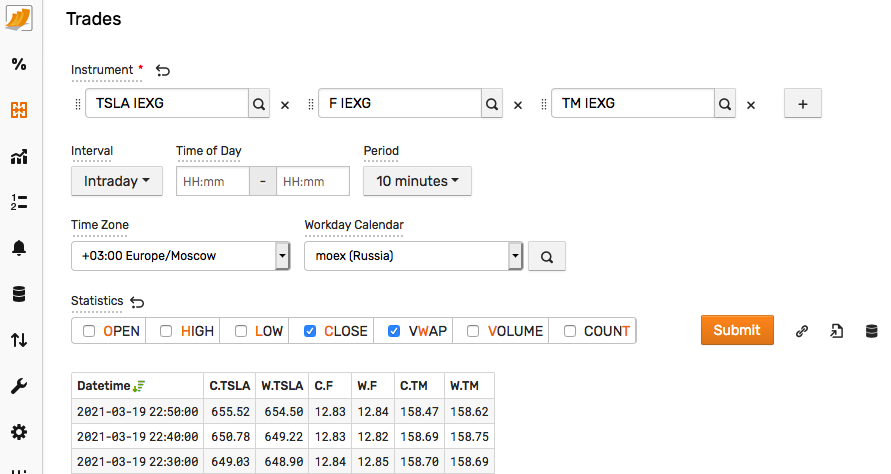 Trades
Instrument *
TSLA IEXG F IEXG TM IEXG +
Interval Time of Day Period
Intraday HH:mm - HH:mm 10 minutes
Time Zone Workday Calendar
+03:00 Europe/Moscow moex (Russia)
Statistics
OPEN HIGH LOW CLOSE VWAP VOLUME COUNT Submit
Datetime C.TSLA W.TSLA C.F W.F C.TM W.TM
2021-03-19 22:50:00 655.52 654.50 12.83 12.84 158.47 158.62
2021-03-19 22:40:00 650.78 649.22 12.83 12.82 158.69 158.75
2021-03-19 22:30:00 649.03 648.90 12.84 12.85 158.70 158.69